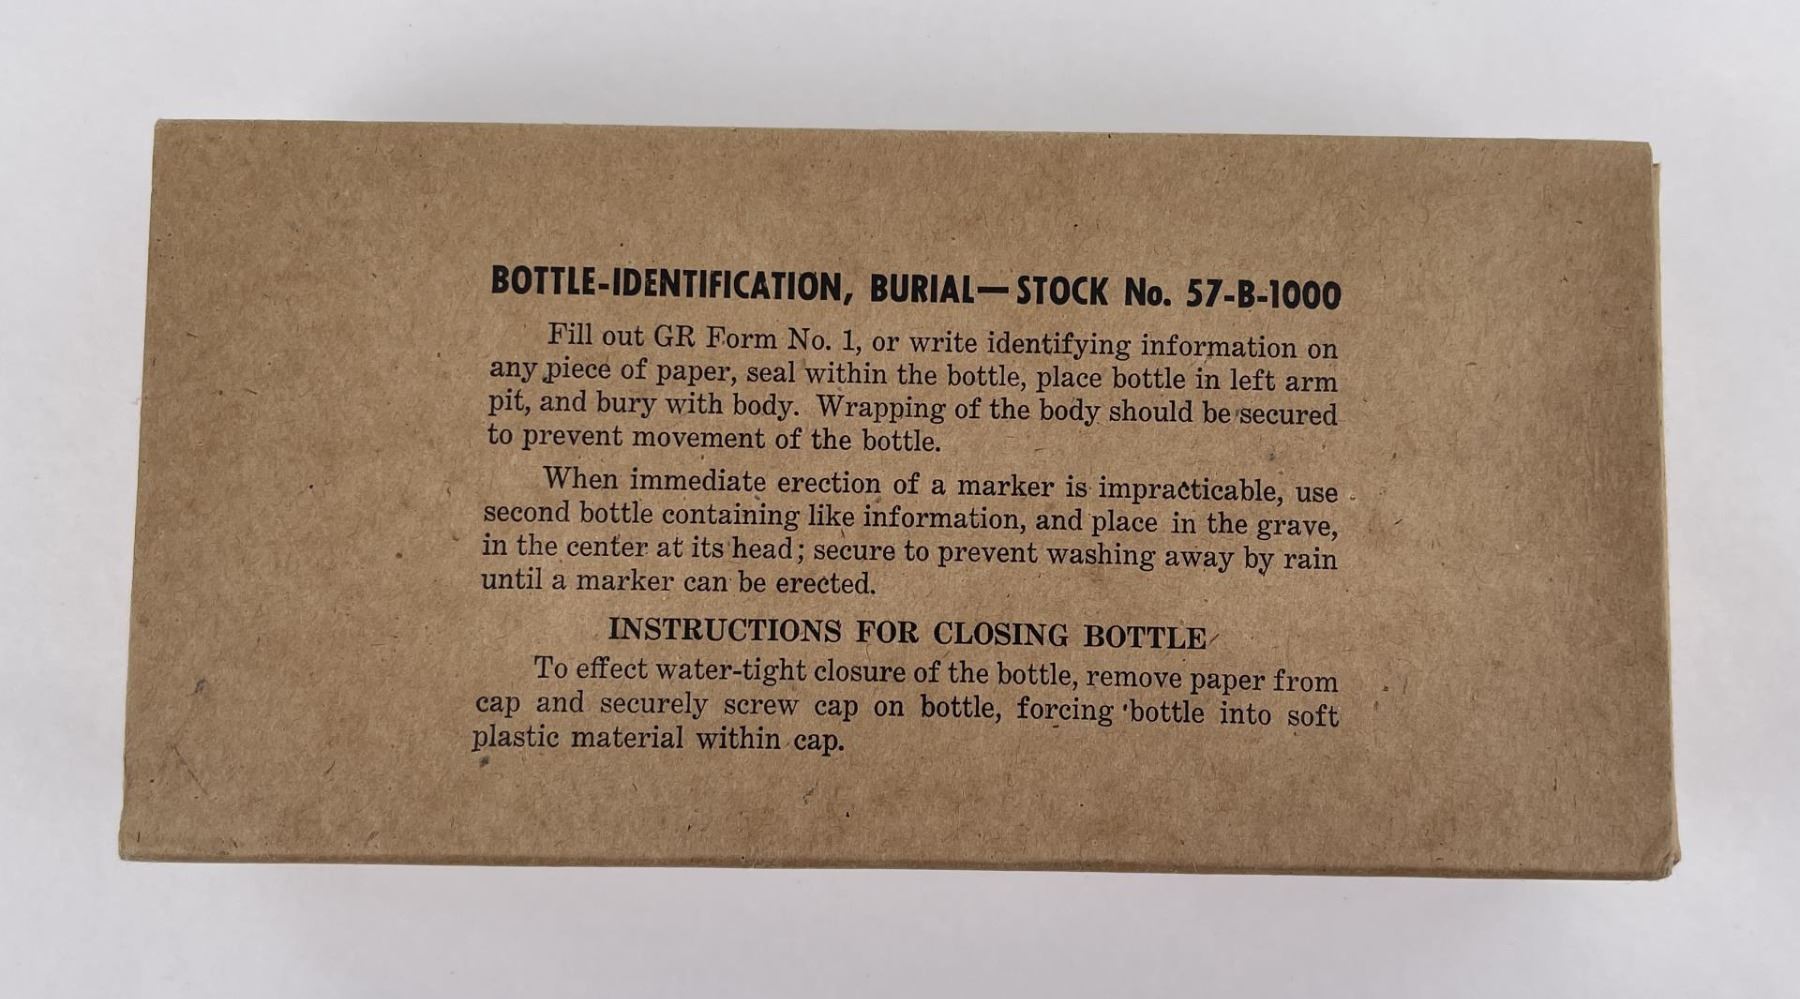 BOTTLE-IDENTIFICATION, BURIAL—STOCK No. 57-B-1000
Fill out GR Form No. 1, or write identifying information on
any piece of paper, seal within the bottle, place bottle in left arm
pit, and bury with body. Wrapping of the body should be secured
to prevent movement of the bottle.
When immediate erection of a marker is impracticable, use
second bottle containing like information, and place in the grave,
in the center at its head; secure to prevent washing away by rain
until a marker can be erected.
INSTRUCTIONS FOR CLOSING BOTTLE
To effect water-tight closure of the bottle, remove paper from
cap and securely screw cap on bottle, forcing bottle into soft
plastic material within cap.